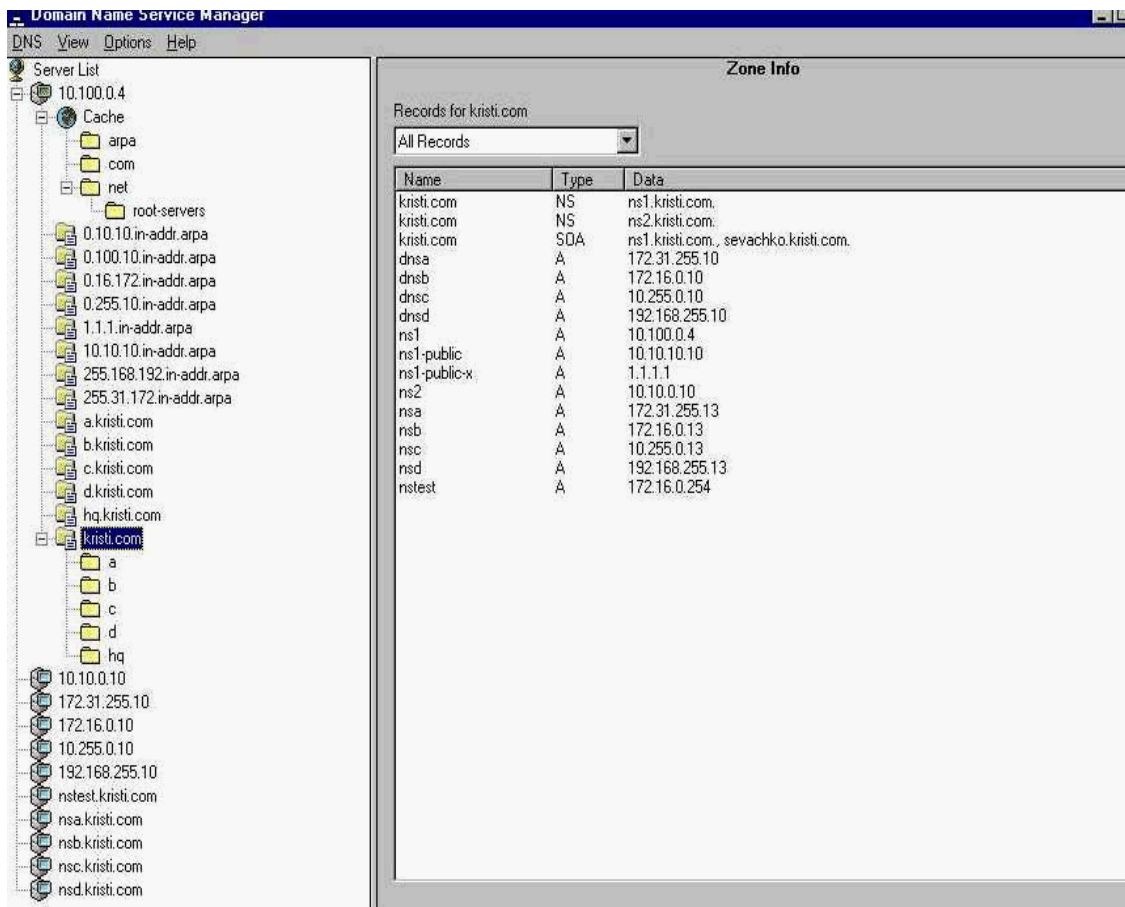 Domain Name Service Manager
DNS View Options Help
Server List
10.100.0.4
Cache
arpa
com
net
root-servers
0.10.10.in-addr.arpa
0.100.10.in-addr.arpa
0.16.172.in-addr.arpa
0.255.10.in-addr.arpa
1.1.1.in-addr.arpa
10.10.10.in-addr.arpa
255.168.192.in-addr.arpa
255.31.172.in-addr.arpa
a.kristi.com
b.kristi.com
c.kristi.com
d.kristi.com
hq.kristi.com
kristi.com
a
b
c
d
hq
10.10.0.10
172.31.255.10
172.16.0.10
10.255.0.10
192.168.255.10
nstest.kristi.com
nsa.kristi.com
nsb.kristi.com
nsc.kristi.com
nsd.kristi.com
Zone Info
Records for kristi.com
All Records
Name Type Data
kristi.com NS ns1.kristi.com.
kristi.com NS ns2.kristi.com.
kristi.com SOA ns1.kristi.com., sevachko.kristi.com.
dnsa A 172.31.255.10
dnsb A 172.16.0.10
dnsc A 10.255.0.10
dnsd A 192.168.255.10
ns1 A 10.100.0.4
ns1-public A 10.10.10.10
ns1-public-x A 1.1.1.1
ns2 A 10.10.0.10
nsa A 172.31.255.13
nsb A 172.16.0.13
nsc A 10.255.0.13
nsd A 192.168.255.13
nstest A 172.16.0.254